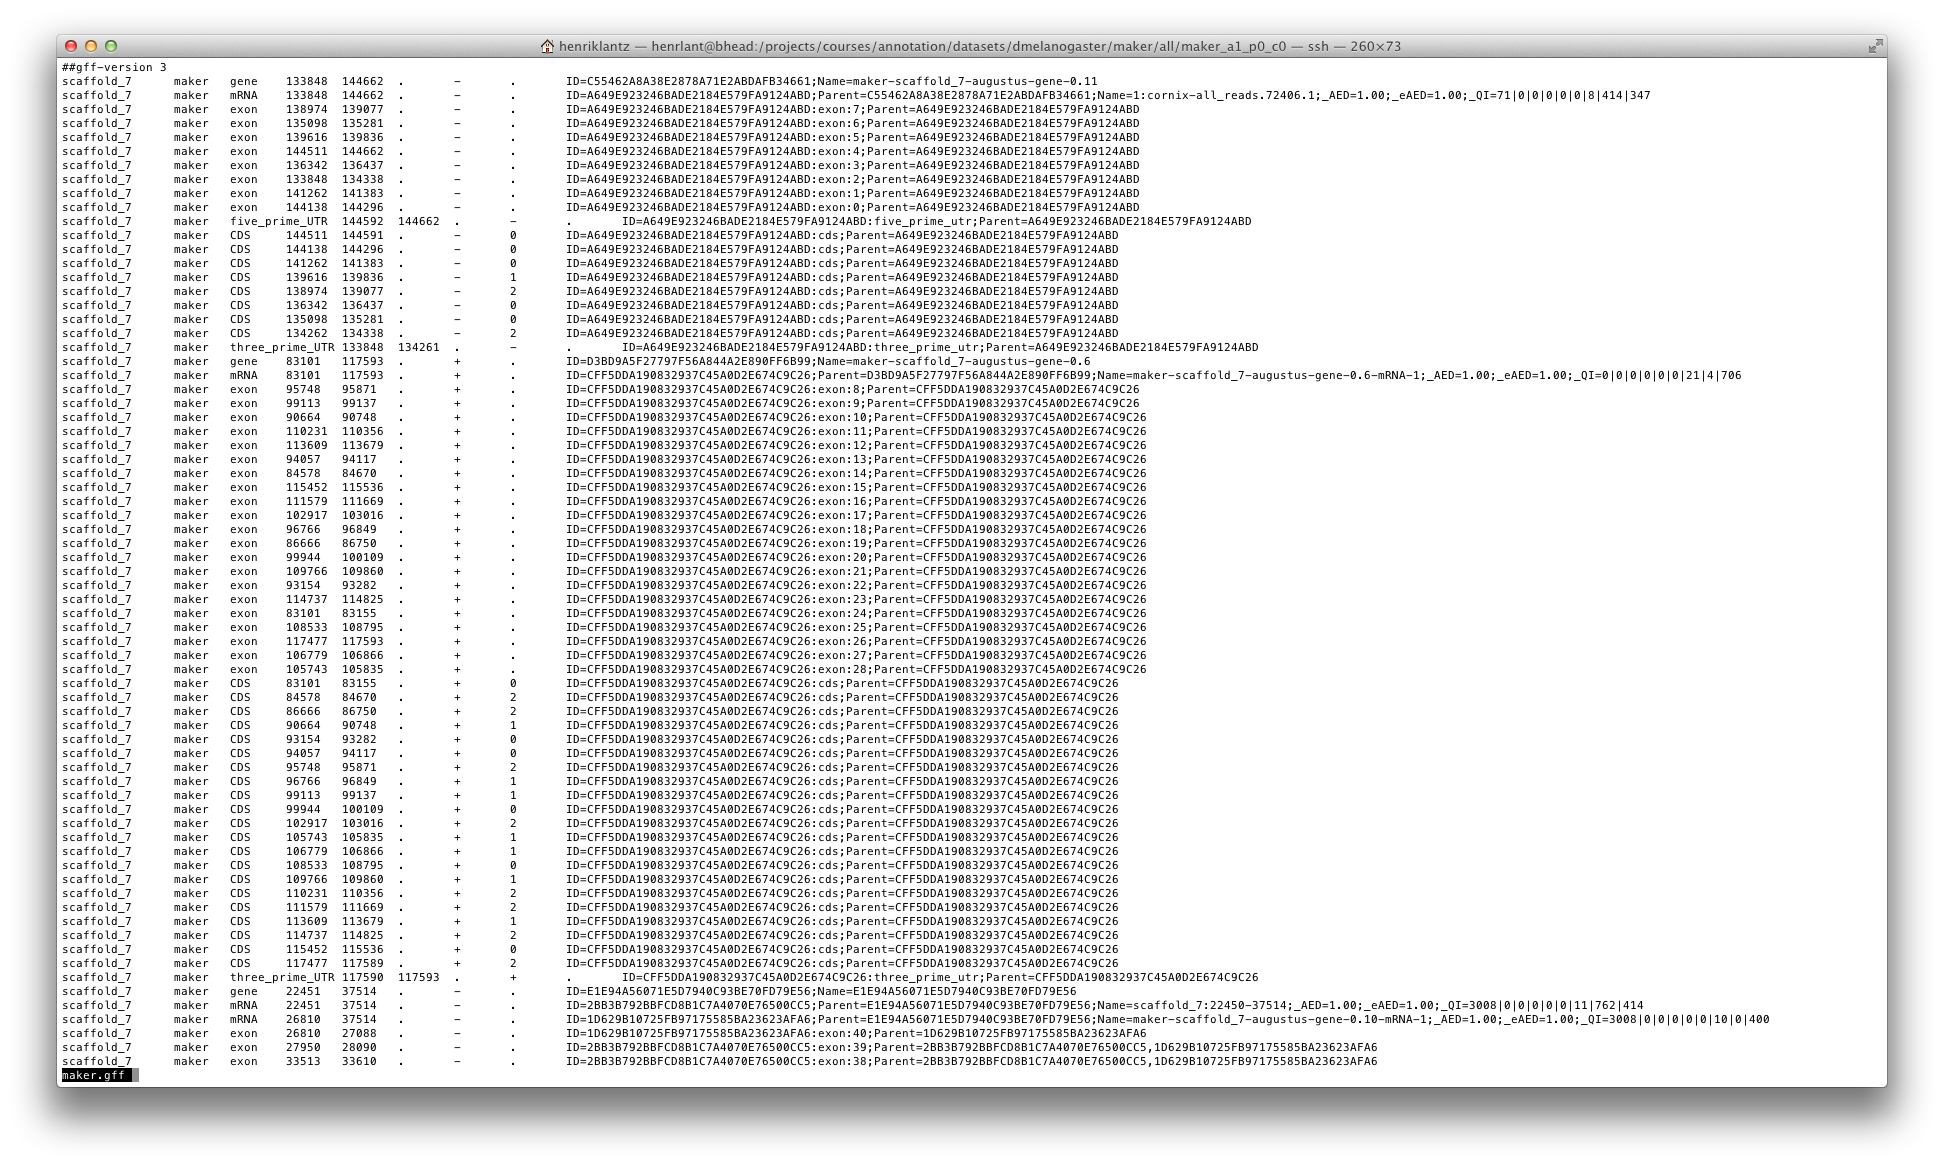 henriklantz — henrlant@bhead:/projects/courses/annotation/datasets/dmelanogaster/maker/all/maker_a1_p0_c0 — ssh — 260×73
##gff-version 3
scaffold_7 maker gene 133848 144662 . - . ID=C55462A8A38E2878A71E2ABDAFB34661;Name=maker-scaffold_7-augustus-gene-0.11
scaffold_7 maker mRNA 133848 144662 . - . ID=A649E923246BADE2184E579FA9124ABD;Parent=C55462A8A38E2878A71E2ABDAFB34661;Name=1:cornix-all_reads.72406.1;_AED=1.00;_eAED=1.00;_QI=71|0|0|0|0|0|8|414|347
scaffold_7 maker exon 138974 139077 . - . ID=A649E923246BADE2184E579FA9124ABD:exon:7;Parent=A649E923246BADE2184E579FA9124ABD
scaffold_7 maker exon 135098 135281 . - . ID=A649E923246BADE2184E579FA9124ABD:exon:6;Parent=A649E923246BADE2184E579FA9124ABD
scaffold_7 maker exon 139616 139836 . - . ID=A649E923246BADE2184E579FA9124ABD:exon:5;Parent=A649E923246BADE2184E579FA9124ABD
scaffold_7 maker exon 144511 144662 . - . ID=A649E923246BADE2184E579FA9124ABD:exon:4;Parent=A649E923246BADE2184E579FA9124ABD
scaffold_7 maker exon 136342 136437 . - . ID=A649E923246BADE2184E579FA9124ABD:exon:3;Parent=A649E923246BADE2184E579FA9124ABD
scaffold_7 maker exon 133848 134338 . - . ID=A649E923246BADE2184E579FA9124ABD:exon:2;Parent=A649E923246BADE2184E579FA9124ABD
scaffold_7 maker exon 141262 141383 . - . ID=A649E923246BADE2184E579FA9124ABD:exon:1;Parent=A649E923246BADE2184E579FA9124ABD
scaffold_7 maker exon 144138 144296 . - . ID=A649E923246BADE2184E579FA9124ABD:exon:0;Parent=A649E923246BADE2184E579FA9124ABD
scaffold_7 maker five_prime_UTR 144592 144662 . - . ID=A649E923246BADE2184E579FA9124ABD:five_prime_utr;Parent=A649E923246BADE2184E579FA9124ABD
scaffold_7 maker CDS 144511 144591 . - 0 ID=A649E923246BADE2184E579FA9124ABD:cds;Parent=A649E923246BADE2184E579FA9124ABD
scaffold_7 maker CDS 144138 144296 . - 0 ID=A649E923246BADE2184E579FA9124ABD:cds;Parent=A649E923246BADE2184E579FA9124ABD
scaffold_7 maker CDS 141262 141383 . - 0 ID=A649E923246BADE2184E579FA9124ABD:cds;Parent=A649E923246BADE2184E579FA9124ABD
scaffold_7 maker CDS 139616 139836 . - 1 ID=A649E923246BADE2184E579FA9124ABD:cds;Parent=A649E923246BADE2184E579FA9124ABD
scaffold_7 maker CDS 138974 139077 . - 2 ID=A649E923246BADE2184E579FA9124ABD:cds;Parent=A649E923246BADE2184E579FA9124ABD
scaffold_7 maker CDS 136342 136437 . - 0 ID=A649E923246BADE2184E579FA9124ABD:cds;Parent=A649E923246BADE2184E579FA9124ABD
scaffold_7 maker CDS 135098 135281 . - 0 ID=A649E923246BADE2184E579FA9124ABD:cds;Parent=A649E923246BADE2184E579FA9124ABD
scaffold_7 maker CDS 134262 134338 . - 2 ID=A649E923246BADE2184E579FA9124ABD:cds;Parent=A649E923246BADE2184E579FA9124ABD
scaffold_7 maker three_prime_UTR 133848 134261 . - . ID=A649E923246BADE2184E579FA9124ABD:three_prime_utr;Parent=A649E923246BADE2184E579FA9124ABD
scaffold_7 maker gene 83101 117593 . + . ID=D3BD9A5F27797F56A844A2E890FF6B99;Name=maker-scaffold_7-augustus-gene-0.6
scaffold_7 maker mRNA 83101 117593 . + . ID=CFF5DDA190832937C45A0D2E674C9C26;Parent=D3BD9A5F27797F56A844A2E890FF6B99;Name=maker-scaffold_7-augustus-gene-0.6-mRNA-1;_AED=1.00;_eAED=1.00;_QI=0|0|0|0|0|0|21|4|706
scaffold_7 maker exon 95748 95871 . + . ID=CFF5DDA190832937C45A0D2E674C9C26:exon:8;Parent=CFF5DDA190832937C45A0D2E674C9C26
scaffold_7 maker exon 99113 99137 . + . ID=CFF5DDA190832937C45A0D2E674C9C26:exon:9;Parent=CFF5DDA190832937C45A0D2E674C9C26
scaffold_7 maker exon 90664 90748 . + . ID=CFF5DDA190832937C45A0D2E674C9C26:exon:10;Parent=CFF5DDA190832937C45A0D2E674C9C26
scaffold_7 maker exon 110231 110356 . + . ID=CFF5DDA190832937C45A0D2E674C9C26:exon:11;Parent=CFF5DDA190832937C45A0D2E674C9C26
scaffold_7 maker exon 113609 113679 . + . ID=CFF5DDA190832937C45A0D2E674C9C26:exon:12;Parent=CFF5DDA190832937C45A0D2E674C9C26
scaffold_7 maker exon 94057 94117 . + . ID=CFF5DDA190832937C45A0D2E674C9C26:exon:13;Parent=CFF5DDA190832937C45A0D2E674C9C26
scaffold_7 maker exon 84578 84670 . + . ID=CFF5DDA190832937C45A0D2E674C9C26:exon:14;Parent=CFF5DDA190832937C45A0D2E674C9C26
scaffold_7 maker exon 115452 115536 . + . ID=CFF5DDA190832937C45A0D2E674C9C26:exon:15;Parent=CFF5DDA190832937C45A0D2E674C9C26
scaffold_7 maker exon 111579 111669 . + . ID=CFF5DDA190832937C45A0D2E674C9C26:exon:16;Parent=CFF5DDA190832937C45A0D2E674C9C26
scaffold_7 maker exon 102917 103016 . + . ID=CFF5DDA190832937C45A0D2E674C9C26:exon:17;Parent=CFF5DDA190832937C45A0D2E674C9C26
scaffold_7 maker exon 96766 96849 . + . ID=CFF5DDA190832937C45A0D2E674C9C26:exon:18;Parent=CFF5DDA190832937C45A0D2E674C9C26
scaffold_7 maker exon 86666 86750 . + . ID=CFF5DDA190832937C45A0D2E674C9C26:exon:19;Parent=CFF5DDA190832937C45A0D2E674C9C26
scaffold_7 maker exon 99944 100109 . + . ID=CFF5DDA190832937C45A0D2E674C9C26:exon:20;Parent=CFF5DDA190832937C45A0D2E674C9C26
scaffold_7 maker exon 109766 109860 . + . ID=CFF5DDA190832937C45A0D2E674C9C26:exon:21;Parent=CFF5DDA190832937C45A0D2E674C9C26
scaffold_7 maker exon 93154 93282 . + . ID=CFF5DDA190832937C45A0D2E674C9C26:exon:22;Parent=CFF5DDA190832937C45A0D2E674C9C26
scaffold_7 maker exon 114737 114825 . + . ID=CFF5DDA190832937C45A0D2E674C9C26:exon:23;Parent=CFF5DDA190832937C45A0D2E674C9C26
scaffold_7 maker exon 83101 83155 . + . ID=CFF5DDA190832937C45A0D2E674C9C26:exon:24;Parent=CFF5DDA190832937C45A0D2E674C9C26
scaffold_7 maker exon 108533 108795 . + . ID=CFF5DDA190832937C45A0D2E674C9C26:exon:25;Parent=CFF5DDA190832937C45A0D2E674C9C26
scaffold_7 maker exon 117477 117593 . + . ID=CFF5DDA190832937C45A0D2E674C9C26:exon:26;Parent=CFF5DDA190832937C45A0D2E674C9C26
scaffold_7 maker exon 106779 106866 . + . ID=CFF5DDA190832937C45A0D2E674C9C26:exon:27;Parent=CFF5DDA190832937C45A0D2E674C9C26
scaffold_7 maker exon 105743 105835 . + . ID=CFF5DDA190832937C45A0D2E674C9C26:exon:28;Parent=CFF5DDA190832937C45A0D2E674C9C26
scaffold_7 maker CDS 83101 83155 . + 0 ID=CFF5DDA190832937C45A0D2E674C9C26:cds;Parent=CFF5DDA190832937C45A0D2E674C9C26
scaffold_7 maker CDS 84578 84670 . + 2 ID=CFF5DDA190832937C45A0D2E674C9C26:cds;Parent=CFF5DDA190832937C45A0D2E674C9C26
scaffold_7 maker CDS 86666 86750 . + 2 ID=CFF5DDA190832937C45A0D2E674C9C26:cds;Parent=CFF5DDA190832937C45A0D2E674C9C26
scaffold_7 maker CDS 90664 90748 . + 1 ID=CFF5DDA190832937C45A0D2E674C9C26:cds;Parent=CFF5DDA190832937C45A0D2E674C9C26
scaffold_7 maker CDS 93154 93282 . + 0 ID=CFF5DDA190832937C45A0D2E674C9C26:cds;Parent=CFF5DDA190832937C45A0D2E674C9C26
scaffold_7 maker CDS 94057 94117 . + 0 ID=CFF5DDA190832937C45A0D2E674C9C26:cds;Parent=CFF5DDA190832937C45A0D2E674C9C26
scaffold_7 maker CDS 95748 95871 . + 2 ID=CFF5DDA190832937C45A0D2E674C9C26:cds;Parent=CFF5DDA190832937C45A0D2E674C9C26
scaffold_7 maker CDS 96766 96849 . + 1 ID=CFF5DDA190832937C45A0D2E674C9C26:cds;Parent=CFF5DDA190832937C45A0D2E674C9C26
scaffold_7 maker CDS 99113 99137 . + 1 ID=CFF5DDA190832937C45A0D2E674C9C26:cds;Parent=CFF5DDA190832937C45A0D2E674C9C26
scaffold_7 maker CDS 99944 100109 . + 0 ID=CFF5DDA190832937C45A0D2E674C9C26:cds;Parent=CFF5DDA190832937C45A0D2E674C9C26
scaffold_7 maker CDS 102917 103016 . + 2 ID=CFF5DDA190832937C45A0D2E674C9C26:cds;Parent=CFF5DDA190832937C45A0D2E674C9C26
scaffold_7 maker CDS 105743 105835 . + 1 ID=CFF5DDA190832937C45A0D2E674C9C26:cds;Parent=CFF5DDA190832937C45A0D2E674C9C26
scaffold_7 maker CDS 106779 106866 . + 1 ID=CFF5DDA190832937C45A0D2E674C9C26:cds;Parent=CFF5DDA190832937C45A0D2E674C9C26
scaffold_7 maker CDS 108533 108795 . + 0 ID=CFF5DDA190832937C45A0D2E674C9C26:cds;Parent=CFF5DDA190832937C45A0D2E674C9C26
scaffold_7 maker CDS 109766 109860 . + 1 ID=CFF5DDA190832937C45A0D2E674C9C26:cds;Parent=CFF5DDA190832937C45A0D2E674C9C26
scaffold_7 maker CDS 110231 110356 . + 2 ID=CFF5DDA190832937C45A0D2E674C9C26:cds;Parent=CFF5DDA190832937C45A0D2E674C9C26
scaffold_7 maker CDS 111579 111669 . + 2 ID=CFF5DDA190832937C45A0D2E674C9C26:cds;Parent=CFF5DDA190832937C45A0D2E674C9C26
scaffold_7 maker CDS 113609 113679 . + 1 ID=CFF5DDA190832937C45A0D2E674C9C26:cds;Parent=CFF5DDA190832937C45A0D2E674C9C26
scaffold_7 maker CDS 114737 114825 . + 2 ID=CFF5DDA190832937C45A0D2E674C9C26:cds;Parent=CFF5DDA190832937C45A0D2E674C9C26
scaffold_7 maker CDS 115452 115536 . + 0 ID=CFF5DDA190832937C45A0D2E674C9C26:cds;Parent=CFF5DDA190832937C45A0D2E674C9C26
scaffold_7 maker CDS 117477 117589 . + 2 ID=CFF5DDA190832937C45A0D2E674C9C26:cds;Parent=CFF5DDA190832937C45A0D2E674C9C26
scaffold_7 maker three_prime_UTR 117590 117593 . + . ID=CFF5DDA190832937C45A0D2E674C9C26:three_prime_utr;Parent=CFF5DDA190832937C45A0D2E674C9C26
scaffold_7 maker gene 22451 37514 . - . ID=E1E94A56071E5D7940C93BE70FD79E56;Name=E1E94A56071E5D7940C93BE70FD79E56
scaffold_7 maker mRNA 22451 37514 . - . ID=2BB3B792BBFCD8B1C7A4070E76500CC5;Parent=E1E94A56071E5D7940C93BE70FD79E56;Name=scaffold_7:22450-37514;_AED=1.00;_eAED=1.00;_QI=3008|0|0|0|0|0|11|762|414
scaffold_7 maker mRNA 26810 37514 . - . ID=1D629B10725FB97175585BA23623AFA6;Parent=E1E94A56071E5D7940C93BE70FD79E56;Name=maker-scaffold_7-augustus-gene-0.10-mRNA-1;_AED=1.00;_eAED=1.00;_QI=3008|0|0|0|0|0|10|0|400
scaffold_7 maker exon 26810 27088 . - . ID=1D629B10725FB97175585BA23623AFA6:exon:40;Parent=1D629B10725FB97175585BA23623AFA6
scaffold_7 maker exon 27950 28090 . - . ID=2BB3B792BBFCD8B1C7A4070E76500CC5:exon:39;Parent=2BB3B792BBFCD8B1C7A4070E76500CC5,1D629B10725FB97175585BA23623AFA6
scaffold_7 maker exon 33513 33610 . - . ID=2BB3B792BBFCD8B1C7A4070E76500CC5:exon:38;Parent=2BB3B792BBFCD8B1C7A4070E76500CC5,1D629B10725FB97175585BA23623AFA6
maker.gff